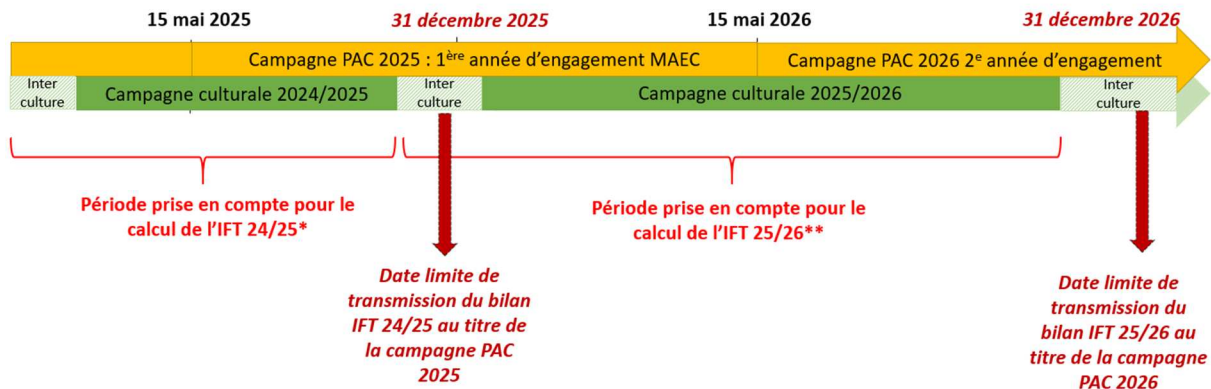 15 mai 2025
31 décembre 2025
15 mai 2026
31 décembre 2026
Campagne PAC 2025 : 1ère année d’engagement MAEC
Campagne PAC 2026 2e année d’engagement
Inter
culture
Campagne culturale 2024/2025
Inter
culture
Campagne culturale 2025/2026
Inter
culture
Période prise en compte pour le
calcul de l’IFT 24/25*
Période prise en compte pour le
calcul de l’IFT 25/26**
Date limite de
transmission du bilan
IFT 24/25 au titre de
la campagne PAC
2025
Date limite de
transmission du
bilan IFT 25/26 au
titre de la campagne
PAC 2026